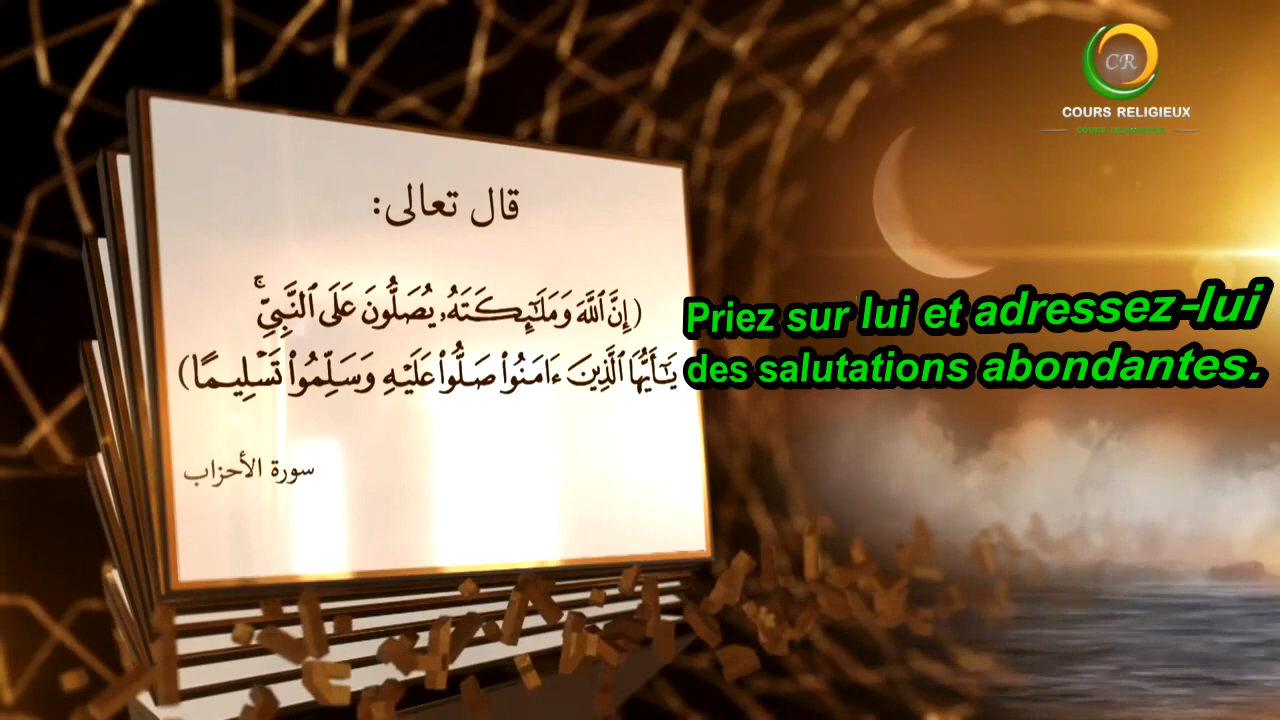 CR
COURS RELIGIEUX
قال تعالى:
(إِنَّ ٱللَّهَ وَمَلَـٰٓئِكَتَهُۥ يُصَلُّونَ عَلَى ٱلنَّبِىِّ ۚ
يَـٰٓأَيُّهَا ٱلَّذِينَ ءَامَنُوا۟ صَلُّوا۟ عَلَيْهِ وَسَلِّمُوا۟ تَسْلِيمًا)
سورة الأحزاب
Priez sur lui et adressez-lui
des salutations abondantes.